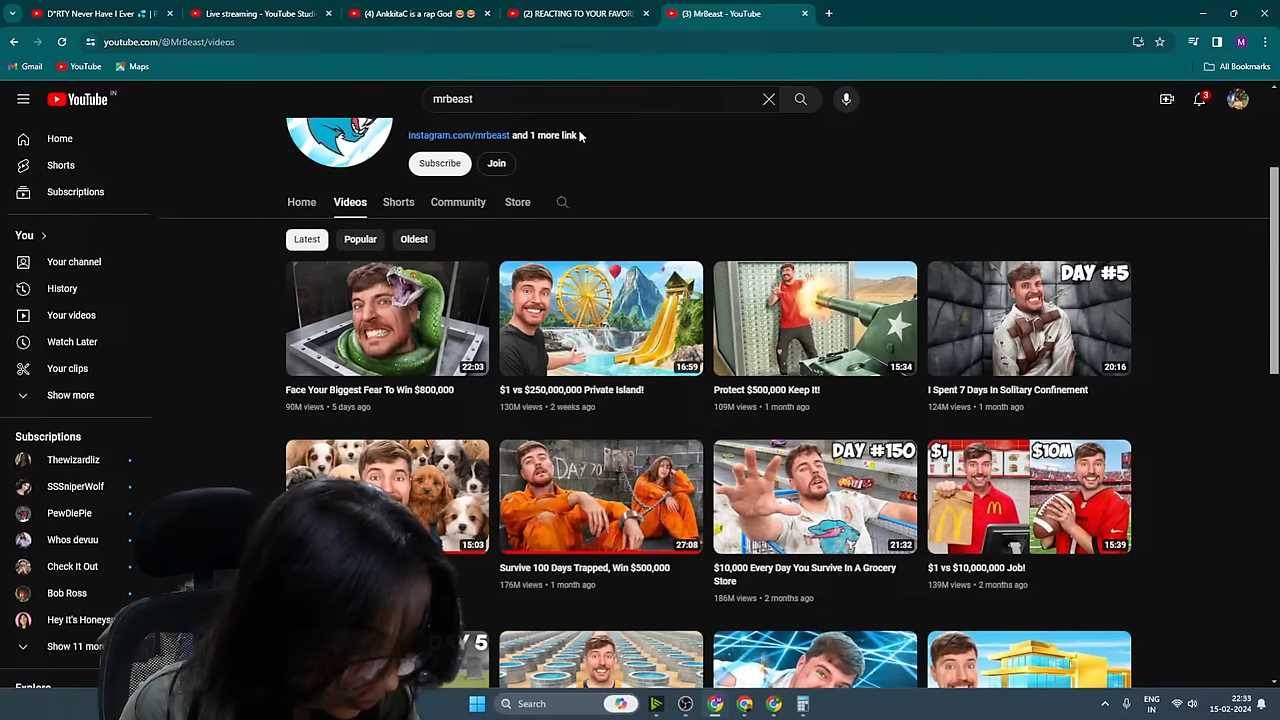 D*RTY Never Have I Ever 💦 | P
Live streaming - YouTube Studi
(4) AnkkitaC is a rap God 😂 😂
(2) REACTING TO YOUR FAVOR
(3) MrBeast - YouTube
youtube.com/@MrBeast/videos
M
Gmail
YouTube
Maps
All Bookmarks
YouTube IN
mrbeast
3
Home
Shorts
Subscriptions
You
Your channel
History
Your videos
Watch Later
Your clips
Show more
Subscriptions
Thewizardliz
SSSniperWolf
PewDiePie
Whos devuu
Check It Out
Bob Ross
Hey It's Honeys
Show 11 more
Explore
instagram.com/mrbeast and 1 more link
Subscribe
Join
Home
Videos
Shorts
Community
Store
Latest
Popular
Oldest
22:03
16:59
15:34
DAY #5
20:16
Face Your Biggest Fear To Win $800,000
90M views • 5 days ago
$1 vs $250,000,000 Private Island!
130M views • 2 weeks ago
Protect $500,000 Keep It!
109M views • 1 month ago
I Spent 7 Days In Solitary Confinement
124M views • 1 month ago
15:03
DAY 70
27:08
DAY #150
21:32
$1
$10M
15:39
Survive 100 Days Trapped, Win $500,000
176M views • 1 month ago
$10,000 Every Day You Survive In A Grocery
Store
186M views • 2 months ago
$1 vs $10,000,000 Job!
139M views • 2 months ago
Search
ENG
IN
22:33
15-02-2024